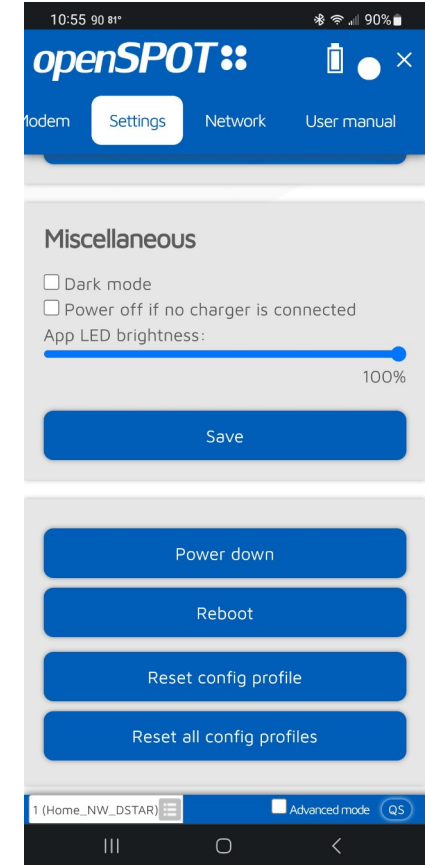 10:55 90 81° 90%
openSPOT
Modem Settings Network User manual
Miscellaneous
Dark mode
Power off if no charger is connected
App LED brightness:
100%
Save
Power down
Reboot
Reset config profile
Reset all config profiles
1 (Home_NW_DSTAR) Advanced mode QS